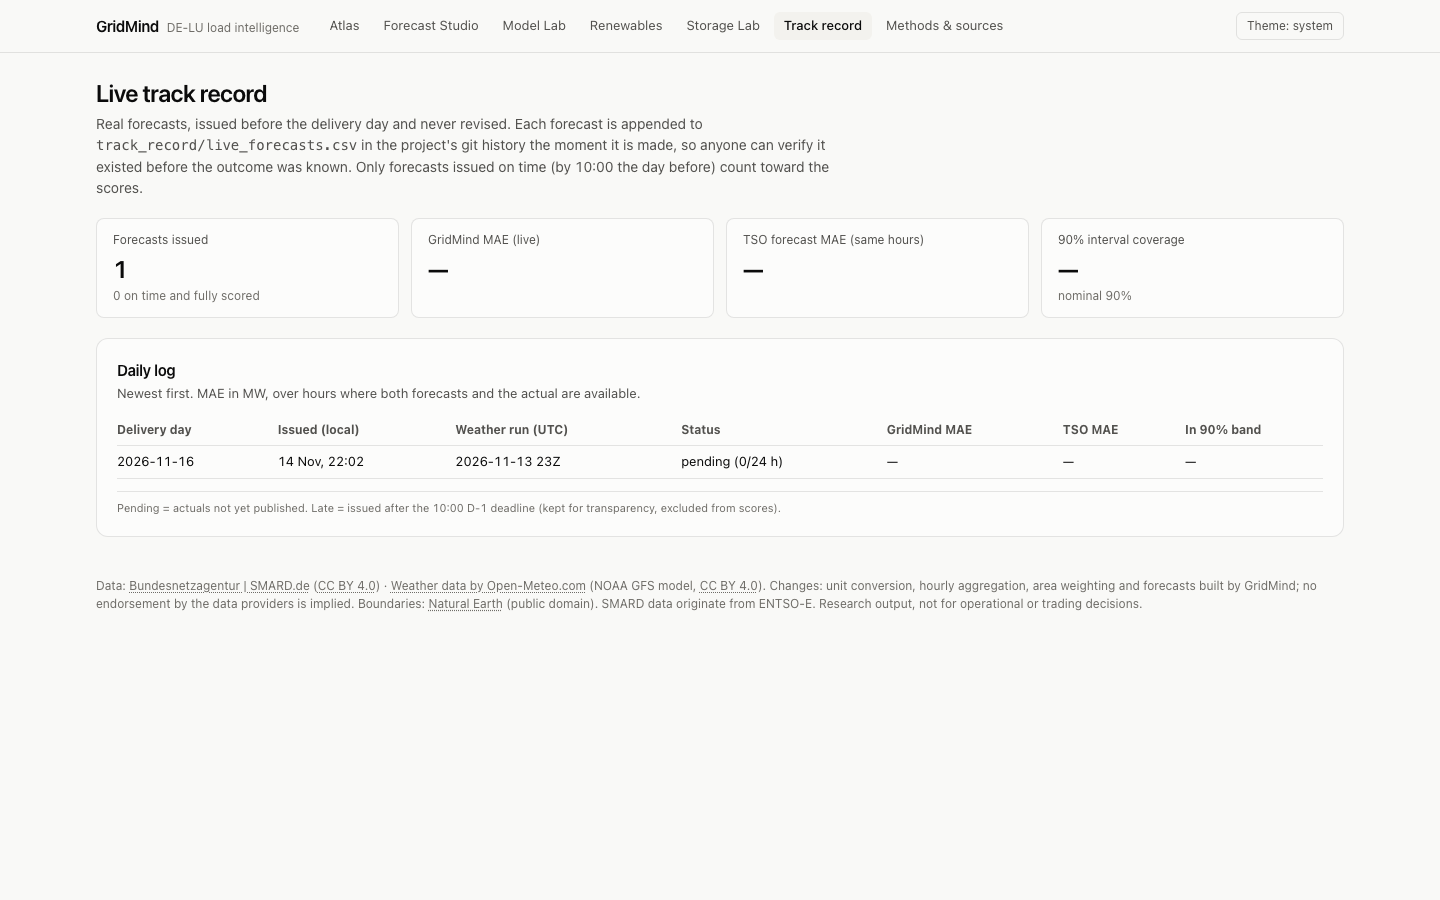 GridMind DE-LU load intelligence Atlas Forecast Studio Model Lab Renewables Storage Lab Track record Methods & sources Theme: system
Live track record
Real forecasts, issued before the delivery day and never revised. Each forecast is appended to
track_record/live_forecasts.csv in the project's git history the moment it is made, so anyone can verify it
existed before the outcome was known. Only forecasts issued on time (by 10:00 the day before) count toward the
scores.
Forecasts issued
1
0 on time and fully scored
GridMind MAE (live)
—
TSO forecast MAE (same hours)
—
90% interval coverage
—
nominal 90%
Daily log
Newest first. MAE in MW, over hours where both forecasts and the actual are available.
Delivery day Issued (local) Weather run (UTC) Status GridMind MAE TSO MAE In 90% band
2026-11-16 14 Nov, 22:02 2026-11-13 23Z pending (0/24 h) — — —
Pending = actuals not yet published. Late = issued after the 10:00 D-1 deadline (kept for transparency, excluded from scores).
Data: Bundesnetzagentur | SMARD.de (CC BY 4.0) · Weather data by Open-Meteo.com (NOAA GFS model, CC BY 4.0). Changes: unit conversion, hourly aggregation, area weighting and forecasts built by GridMind; no
endorsement by the data providers is implied. Boundaries: Natural Earth (public domain). SMARD data originate from ENTSO-E. Research output, not for operational or trading decisions.